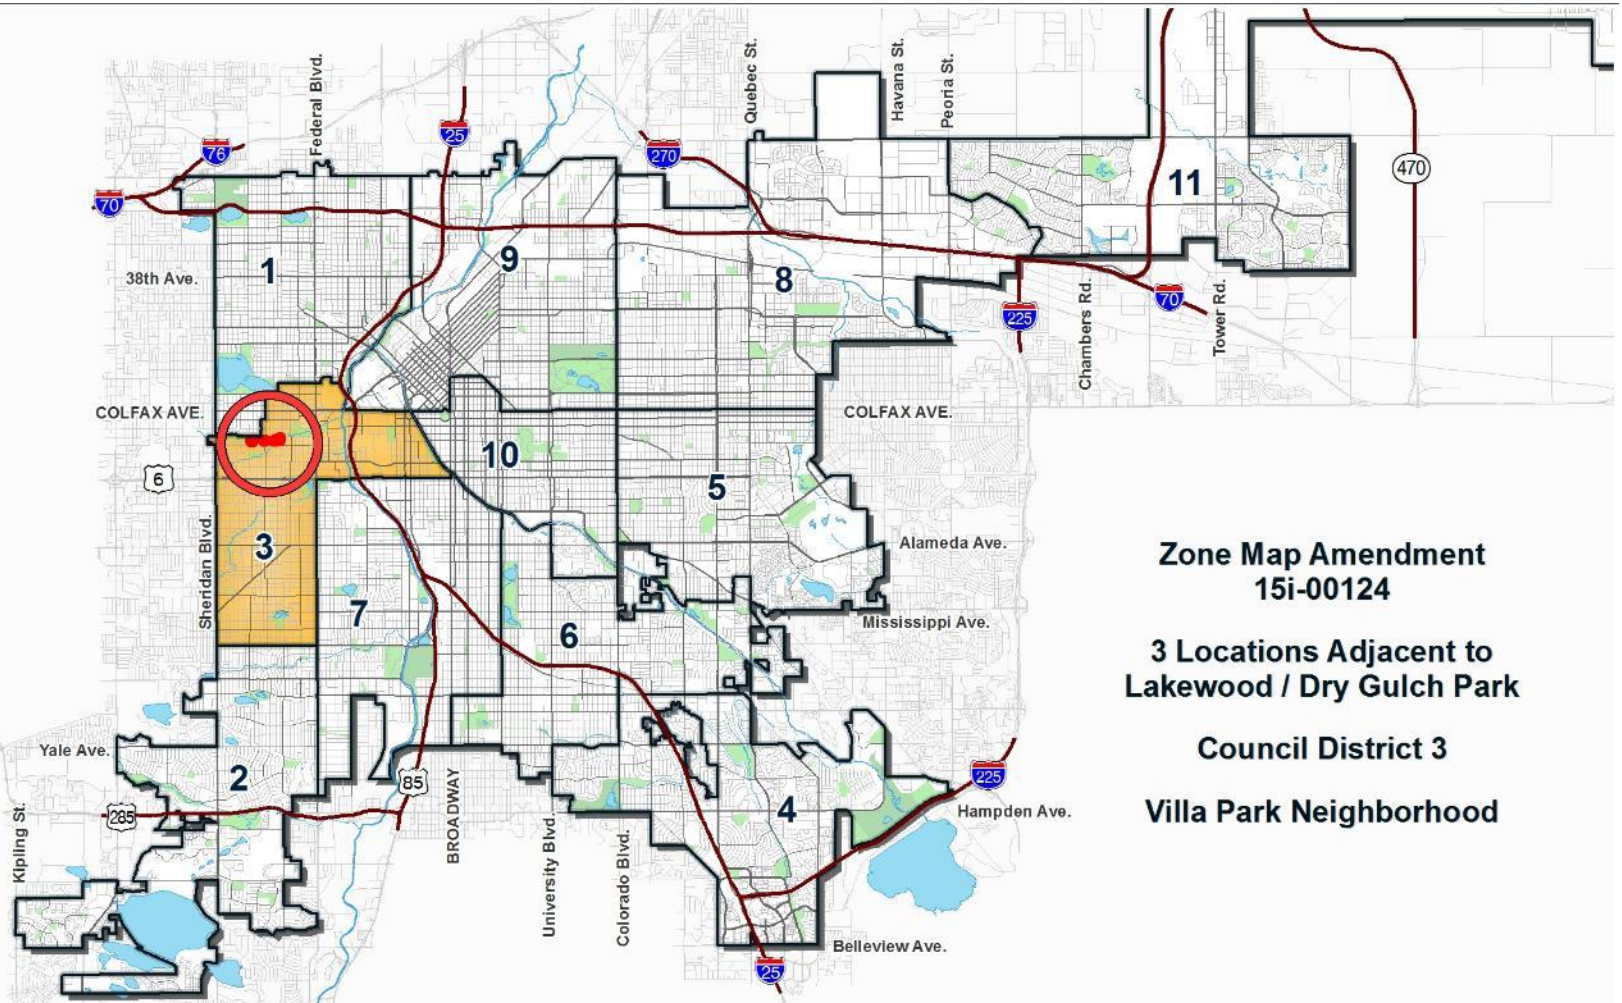 Federal Blvd.
Quebec St.
Havana St.
Peoria St.
25
76
270
70
470
11
9
1
38th Ave.
8
225
Chambers Rd.
70
Tower Rd.
COLFAX AVE.
COLFAX AVE.
10
6
5
Sheridan Blvd.
3
Alameda Ave.
7
6
Mississippi Ave.
Zone Map Amendment
15i-00124
3 Locations Adjacent to
Lakewood / Dry Gulch Park
Council District 3
Villa Park Neighborhood
Yale Ave.
2
85
BROADWAY
225
4
Hampden Ave.
285
Kipling St.
University Blvd.
Colorado Blvd.
Belleview Ave.
25